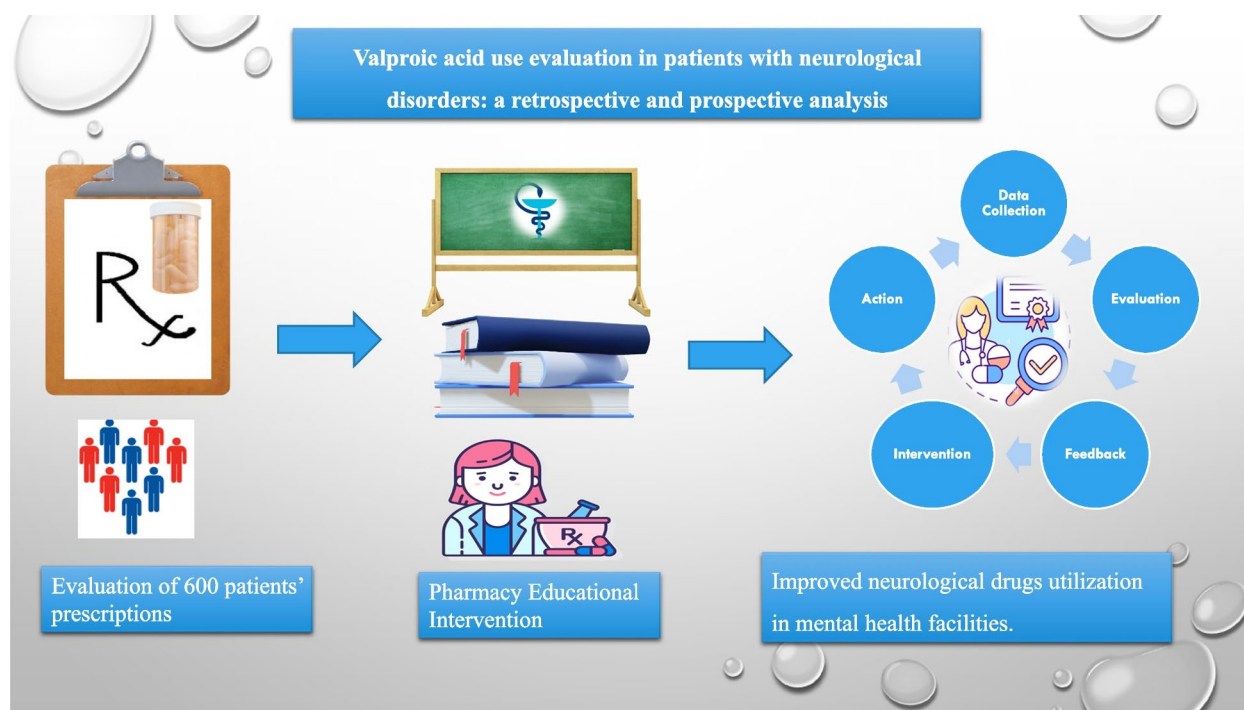 Valproic acid use evaluation in patients with neurological
disorders: a retrospective and prospective analysis
Rx
Evaluation of 600 patients’
prescriptions
Rx
Pharmacy Educational
Intervention
Data
Collection
Evaluation
Feedback
Intervention
Action
Improved neurological drugs utilization
in mental health facilities.